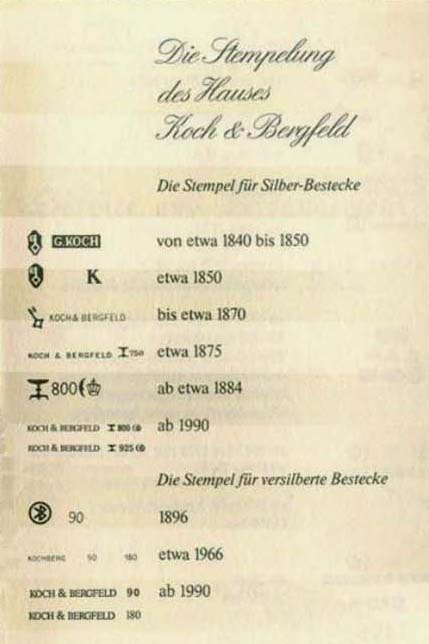 Die Stempelung
des Hauses
Koch & Bergfeld
Die Stempel für Silber-Bestecke
G.KOCH von etwa 1840 bis 1850
K etwa 1850
KOCH & BERGFELD bis etwa 1870
KOCH & BERGFELD 750 etwa 1875
800 ab etwa 1884
KOCH & BERGFELD 800 ab 1990
KOCH & BERGFELD 925
Die Stempel für versilberte Bestecke
90 1896
KOCHBERG 90 180 etwa 1966
KOCH & BERGFELD 90 ab 1990
KOCH & BERGFELD 180